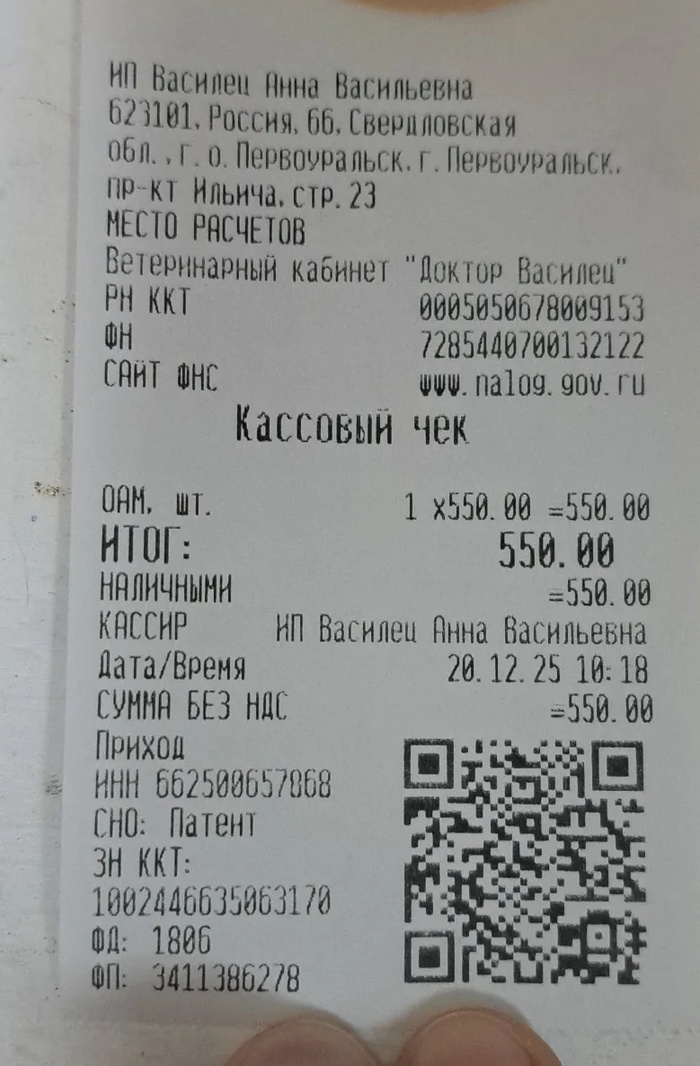 ИП Василец Анна Васильевна
623101, Россия, 66, Свердловская
обл., г. о. Первоуральск, г. Первоуральск,
пр-кт Ильича, стр. 23
МЕСТО РАСЧЕТОВ
Ветеринарный кабинет "Доктор Василец"
РН ККТ 0005050678009153
ФН 7285440700132122
САЙТ ФНС www.nalog.gov.ru
Кассовый чек
ОАМ, шт. 1 x550.00 =550.00
ИТОГ: 550.00
НАЛИЧНЫМИ =550.00
КАССИР ИП Василец Анна Васильевна
Дата/Время 20.12.25 10:18
СУММА БЕЗ НДС =550.00
Приход
ИНН 662500657868
СНО: Патент
ЗН ККТ:
1002446635063170
ФД: 1806
ФП: 3411386278